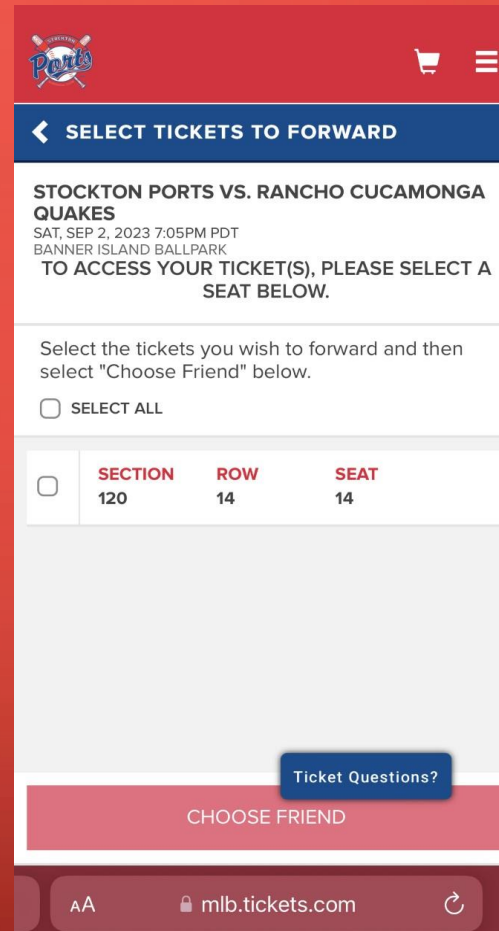 STOCKTON
Ports
SELECT TICKETS TO FORWARD
STOCKTON PORTS VS. RANCHO CUCAMONGA
QUAKES
SAT, SEP 2, 2023 7:05PM PDT
BANNER ISLAND BALLPARK
TO ACCESS YOUR TICKET(S), PLEASE SELECT A
SEAT BELOW.
Select the tickets you wish to forward and then
select "Choose Friend" below.
SELECT ALL
SECTION ROW SEAT
120 14 14
Ticket Questions?
CHOOSE FRIEND
AA mlb.tickets.com